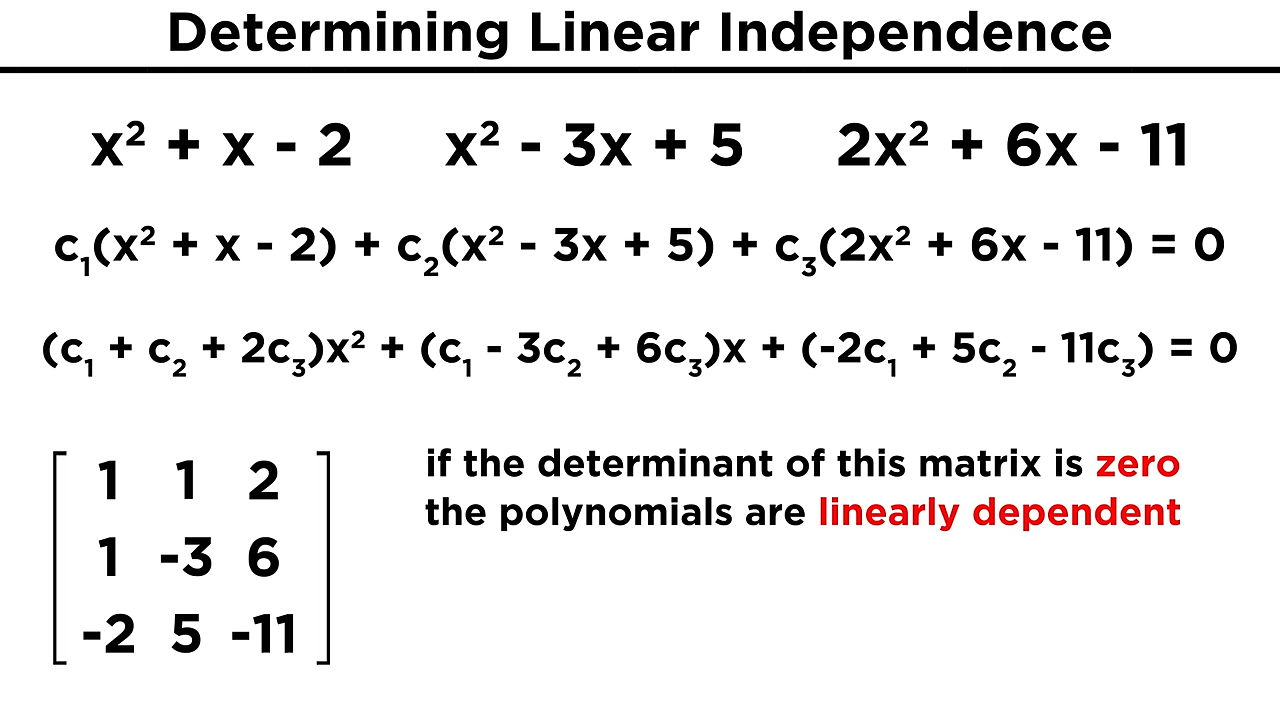 Determining Linear Independence
x² + x - 2 x² - 3x + 5 2x² + 6x - 11
c₁(x² + x - 2) + c₂(x² - 3x + 5) + c₃(2x² + 6x - 11) = 0
(c₁ + c₂ + 2c₃)x² + (c₁ - 3c₂ + 6c₃)x + (-2c₁ + 5c₂ - 11c₃) = 0
1 1 2
1 -3 6
-2 5 -11
if the determinant of this matrix is zero
the polynomials are linearly dependent